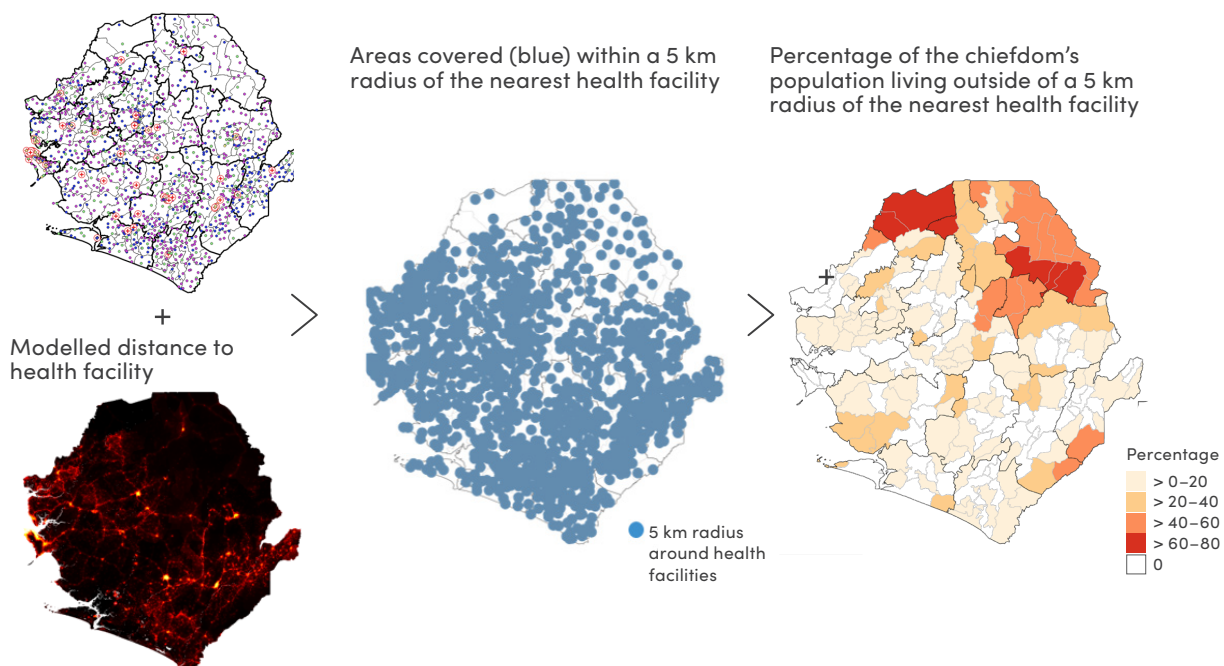 Areas covered (blue) within a 5 km
radius of the nearest health facility
Percentage of the chiefdom's
population living outside of a 5 km
radius of the nearest health facility
+
Modelled distance to
health facility
5 km radius
around health
facilities
Percentage
> 0–20
> 20–40
> 40–60
> 60–80
0